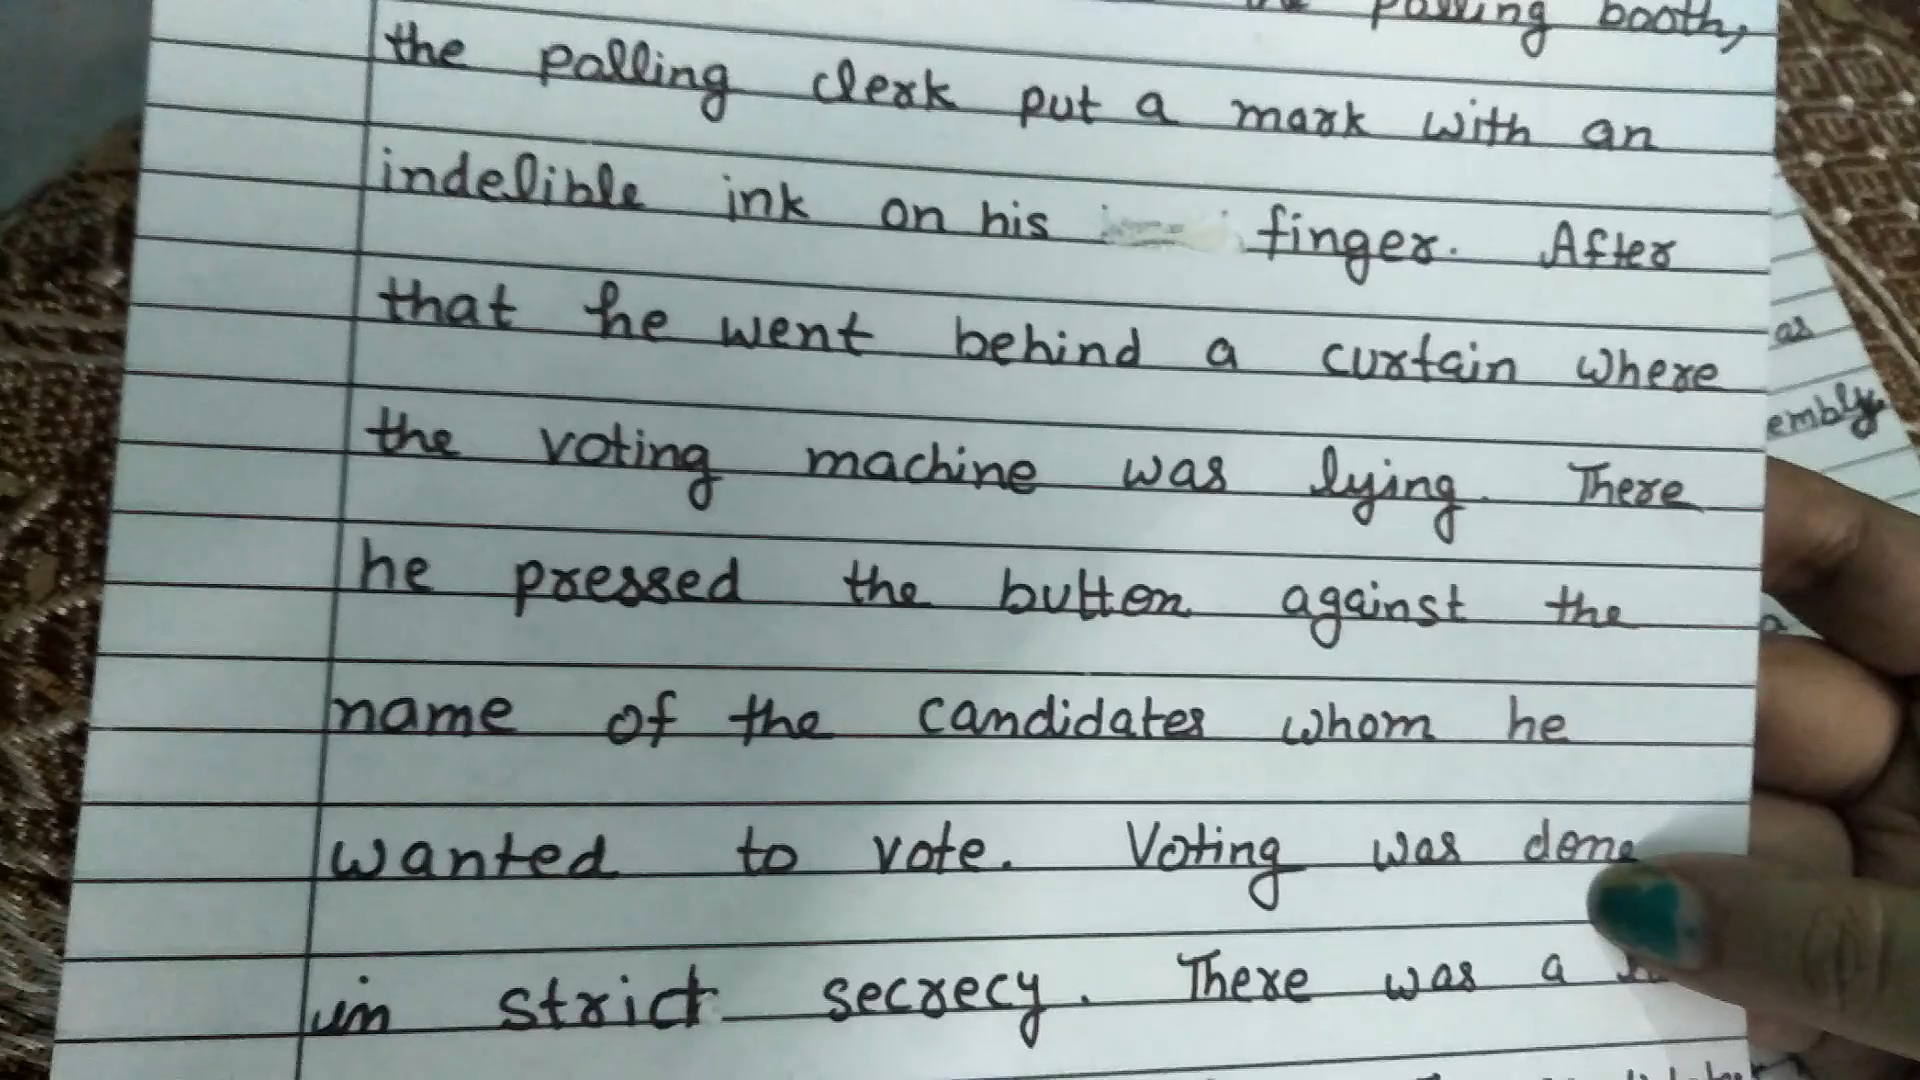 polling booth,
the polling clerk put a mark with an
indelible ink on his finger. After
that he went behind a curtain where
the voting machine was lying. There
he pressed the button against the
name of the candidates whom he
wanted to vote. Voting was done
in strict secrecy. There was a
as
embly
a